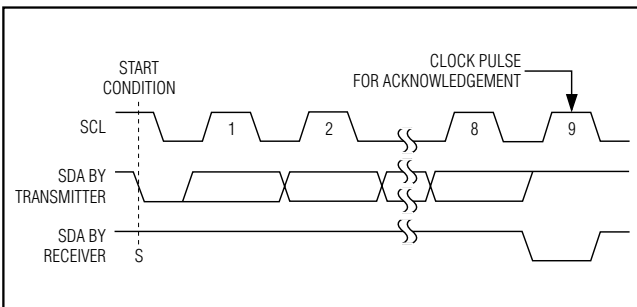 START
CONDITION
CLOCK PULSE
FOR ACKNOWLEDGEMENT
SCL
1
2
8
9
SDA BY
TRANSMITTER
SDA BY
RECEIVER
S